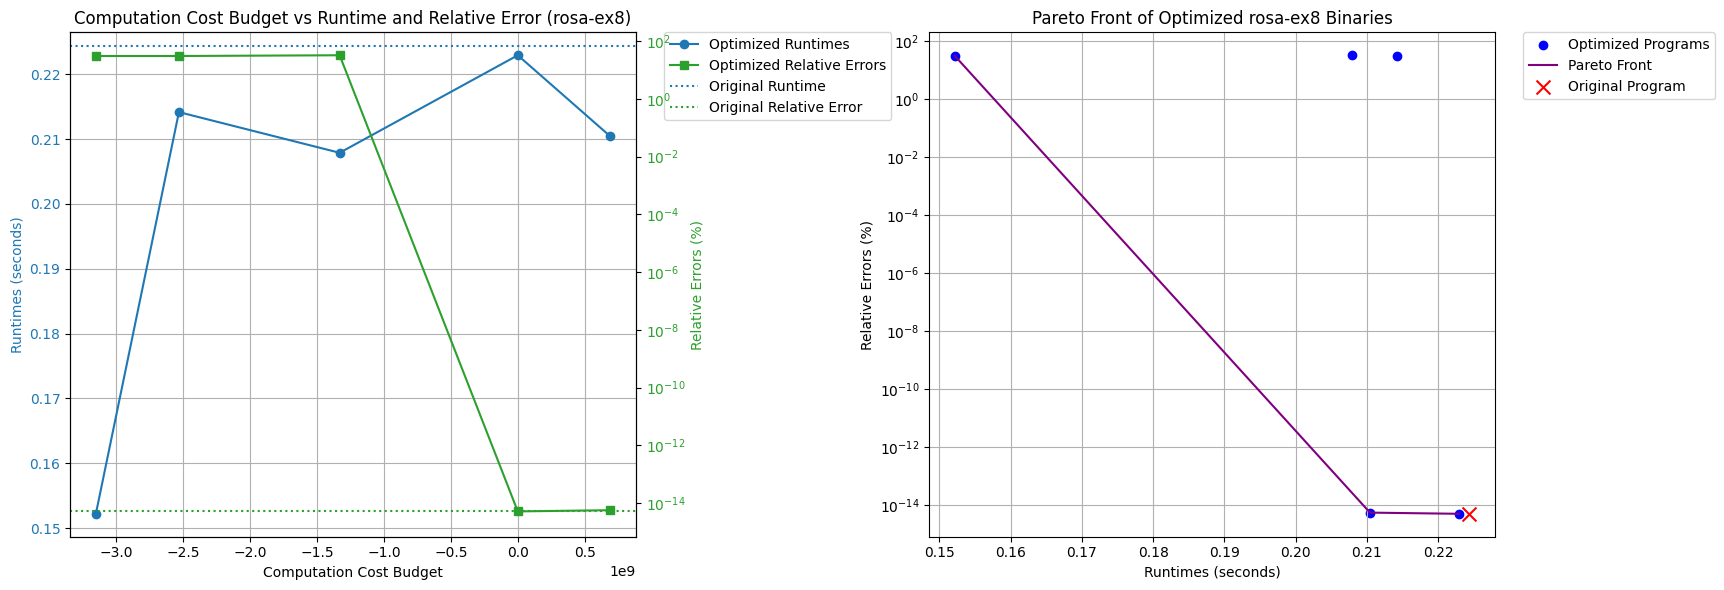 Computation Cost Budget vs Runtime and Relative Error (rosa-ex8)
Runtimes (seconds)
0.22
0.21
0.20
0.19
0.18
0.17
0.16
0.15
−3.0 −2.5 −2.0 −1.5 −1.0 −0.5 0.0 0.5
1e9
Computation Cost Budget
10^2
10^0
10^−2
10^−4
10^−6
10^−8
10^−10
10^−12
10^−14
Relative Errors (%)
Optimized Runtimes
Optimized Relative Errors
Original Runtime
Original Relative Error
Pareto Front of Optimized rosa-ex8 Binaries
Relative Errors (%)
10^2
10^0
10^−2
10^−4
10^−6
10^−8
10^−10
10^−12
10^−14
0.15 0.16 0.17 0.18 0.19 0.20 0.21 0.22
Runtimes (seconds)
Optimized Programs
Pareto Front
Original Program